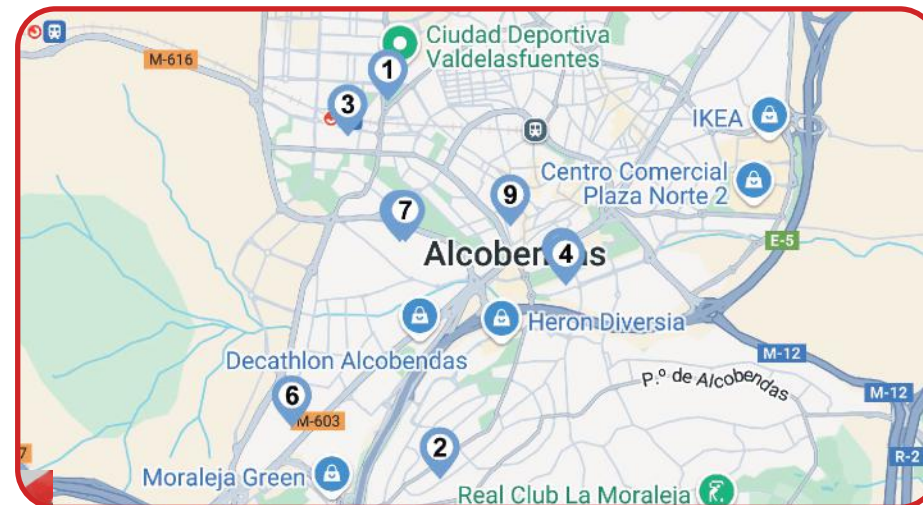 Ciudad Deportiva
Valdelasfuentes
M-616
1
3
IKEA
Centro Comercial
Plaza Norte 2
9
7
E-5
Alcobendas
4
Heron Diversia
Decathlon Alcobendas
M-12
P.º de Alcobendas
M-12
6
M-603
2
R-2
7
Moraleja Green
Real Club La Moraleja